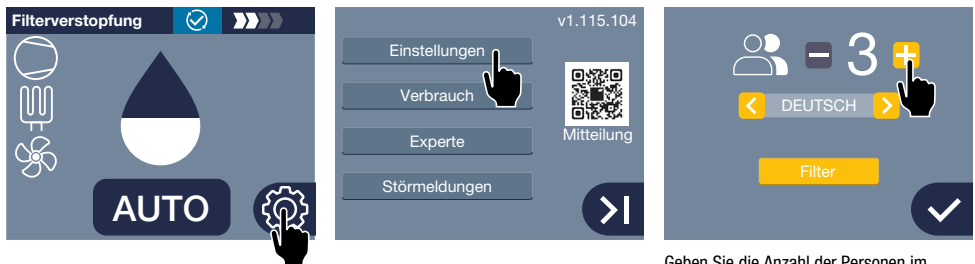 Filterverstopfung
AUTO
v1.115.104
Einstellungen
Verbrauch
Experte
Störmeldungen
Mitteilung
3
DEUTSCH
Filter
Geben Sie die Anzahl der Personen im